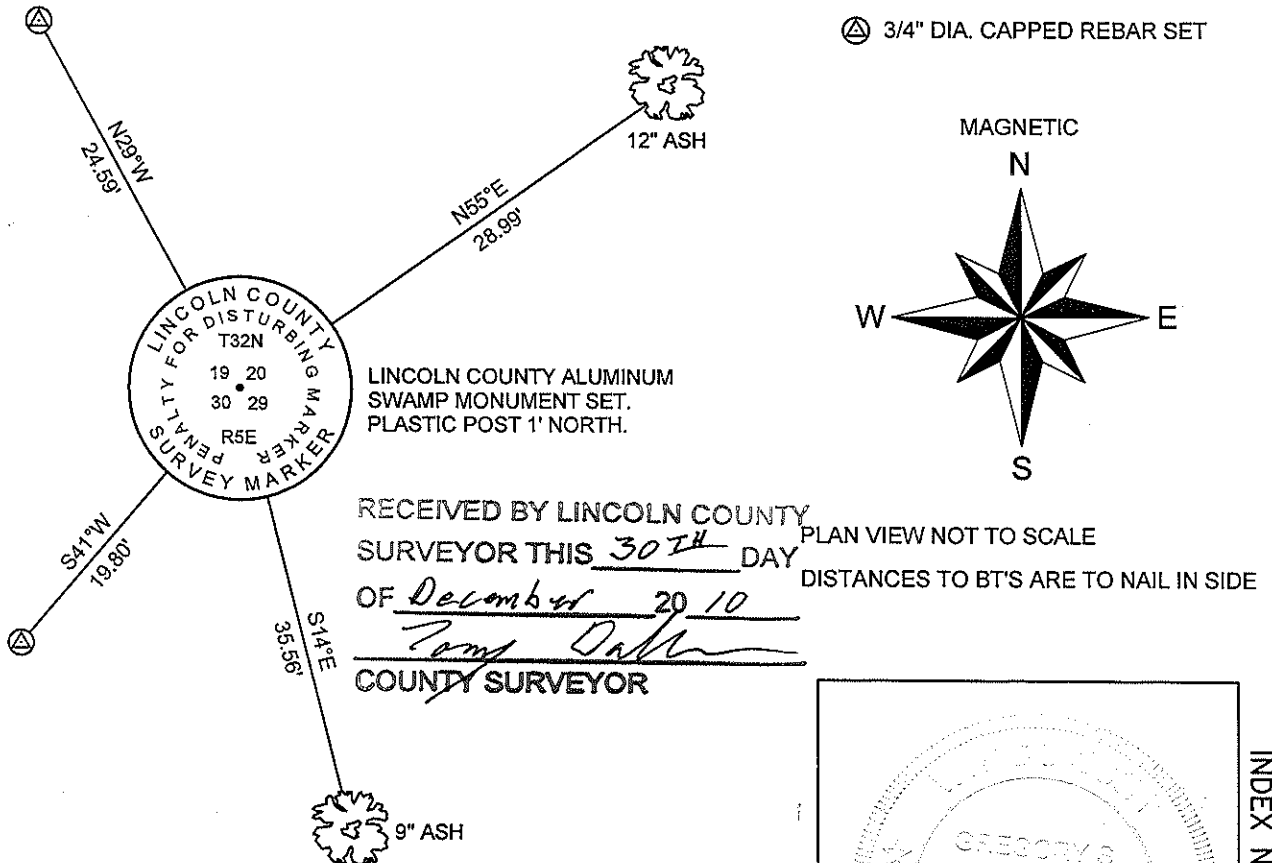 3/4" DIA. CAPPED REBAR SET
MAGNETIC
N
W
E
S
12" ASH
N29°W
24.59'
N55°E
28.99'
LINCOLN COUNTY
SURVEY MARKER
PENALTY FOR DISTURBING MARKER
T32N
19 20
30 29
R5E
LINCOLN COUNTY ALUMINUM
SWAMP MONUMENT SET.
PLASTIC POST 1' NORTH.
S41°W
19.80'
S14°E
35.56'
9" ASH
RECEIVED BY LINCOLN COUNTY
SURVEYOR THIS 30TH DAY
OF December 20 10
COUNTY SURVEYOR
PLAN VIEW NOT TO SCALE
DISTANCES TO BT'S ARE TO NAIL IN SIDE
GREGORY S
INDEX N